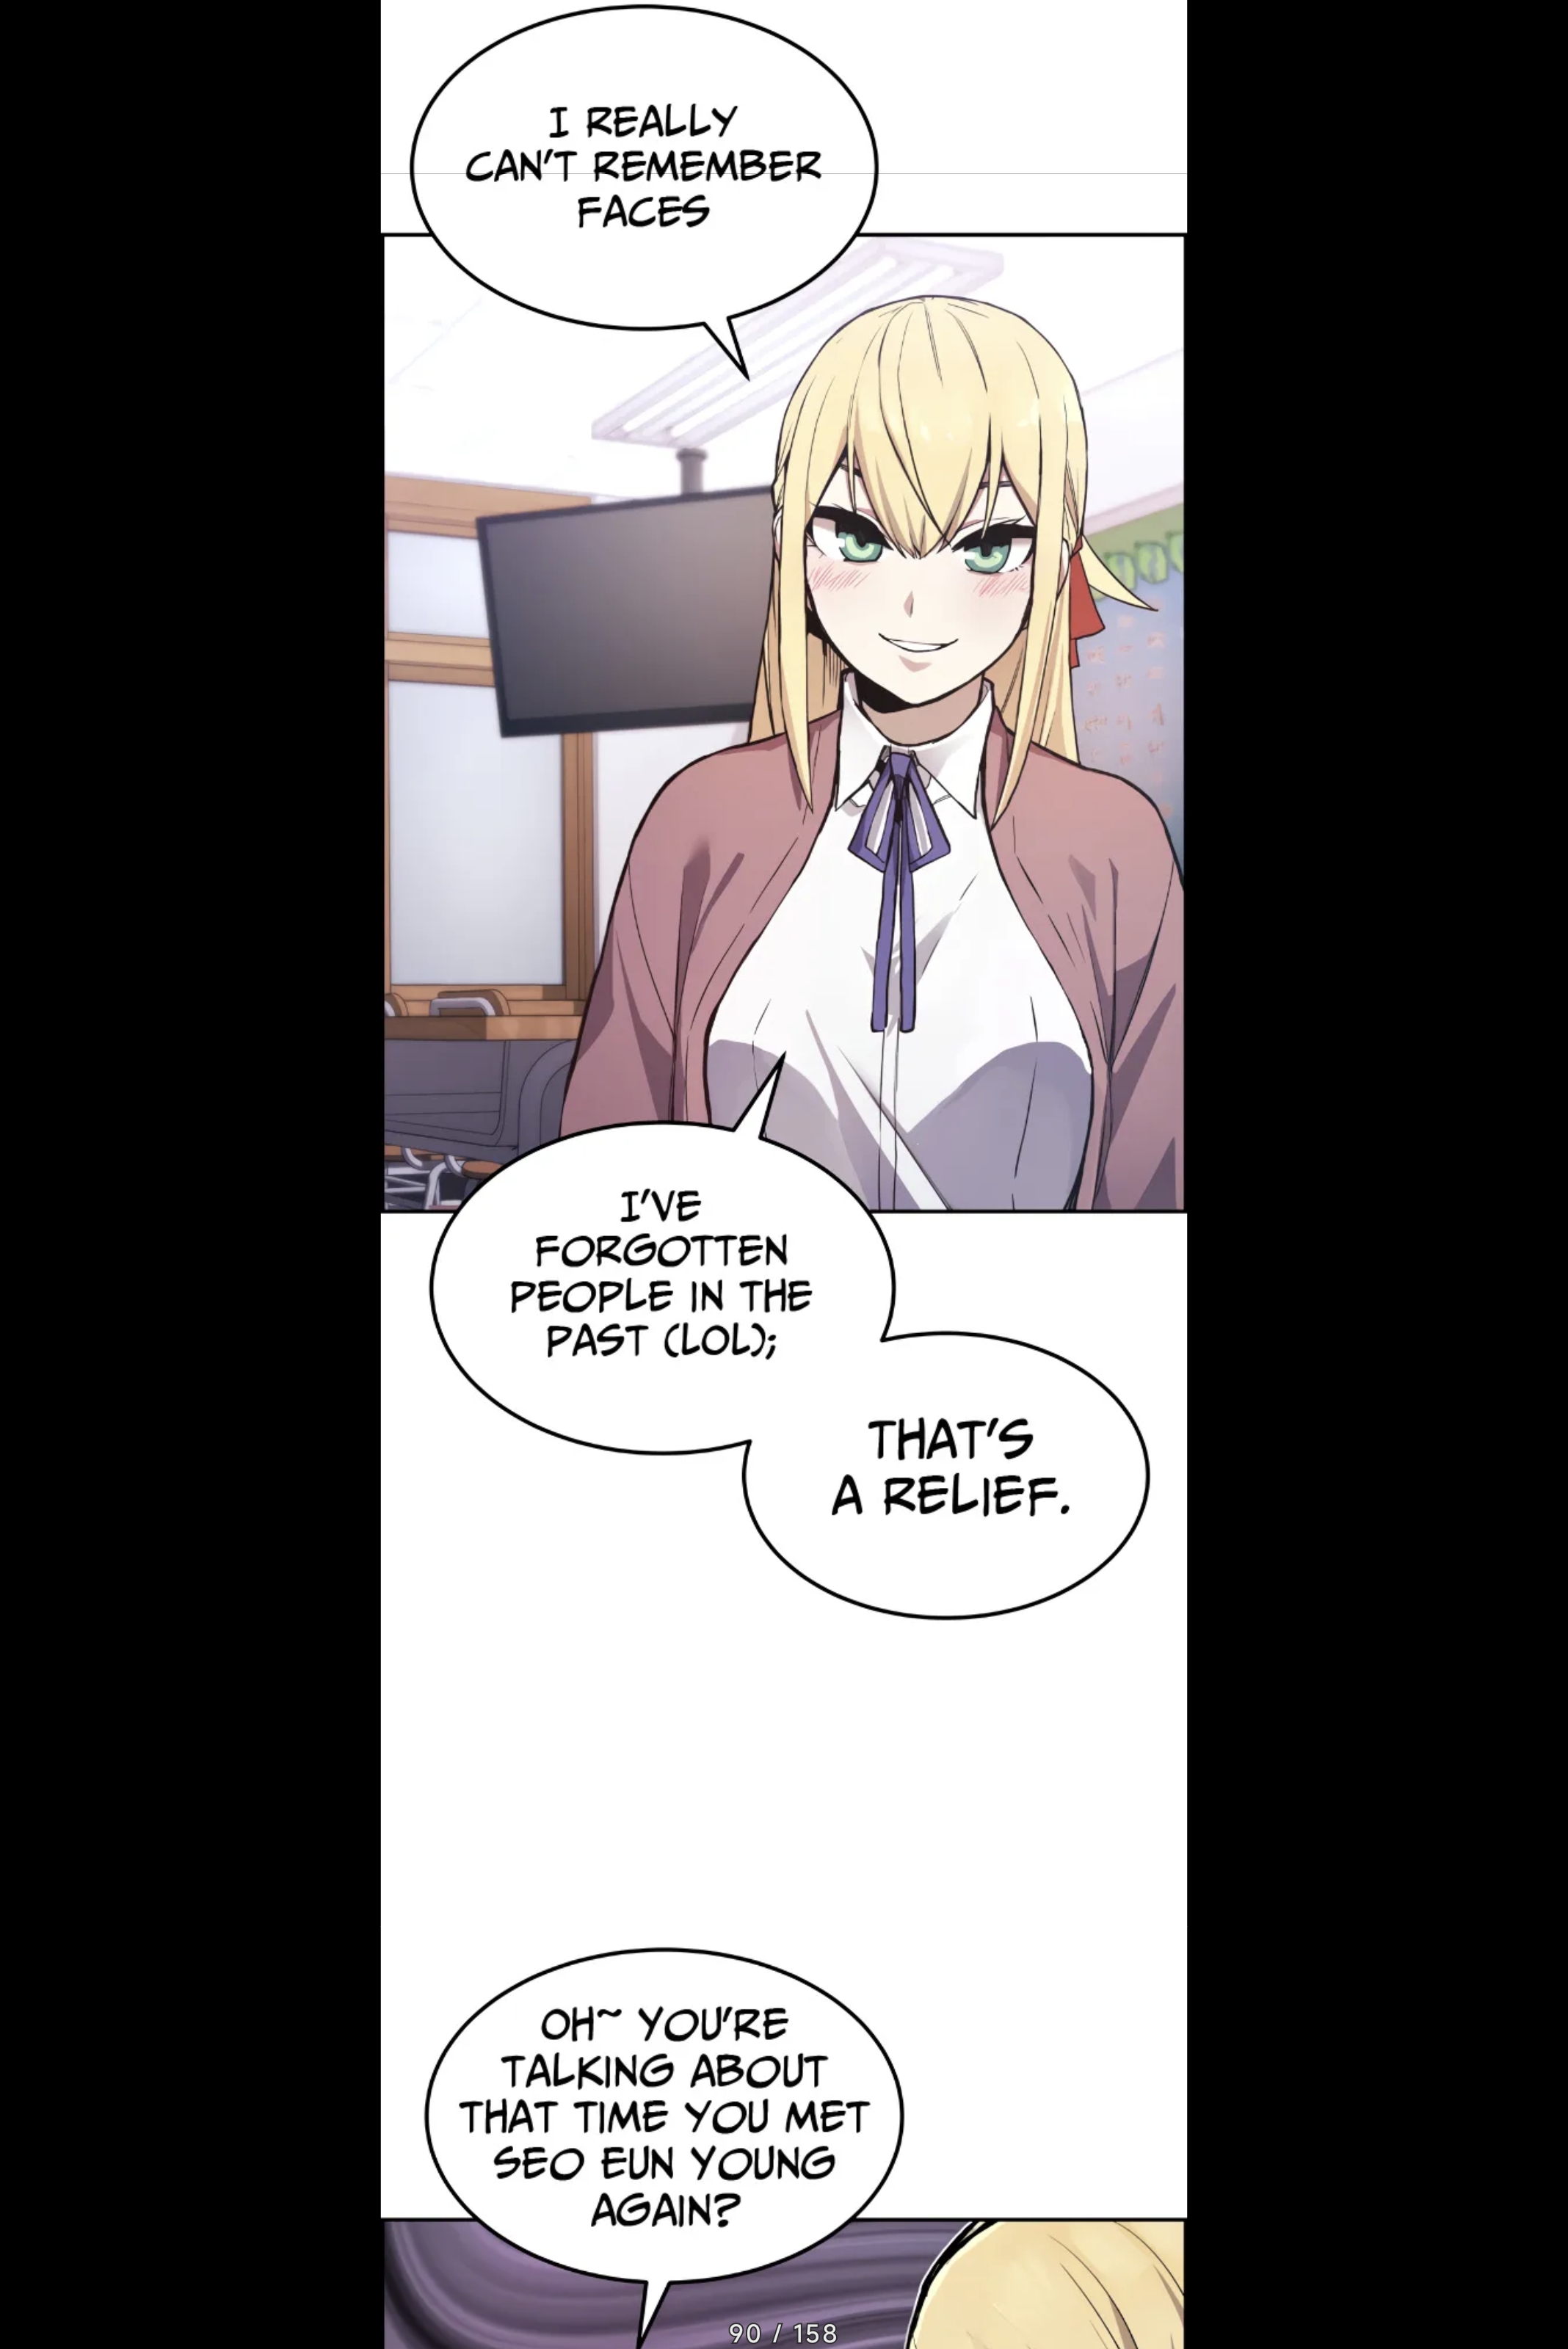 I REALLY
CAN'T REMEMBER
FACES
I'VE
FORGOTTEN
PEOPLE IN THE
PAST (LOL);
THAT'S
A RELIEF.
OH~ YOU'RE
TALKING ABOUT
THAT TIME YOU MET
SEO EUN YOUNG
AGAIN?
90 / 158